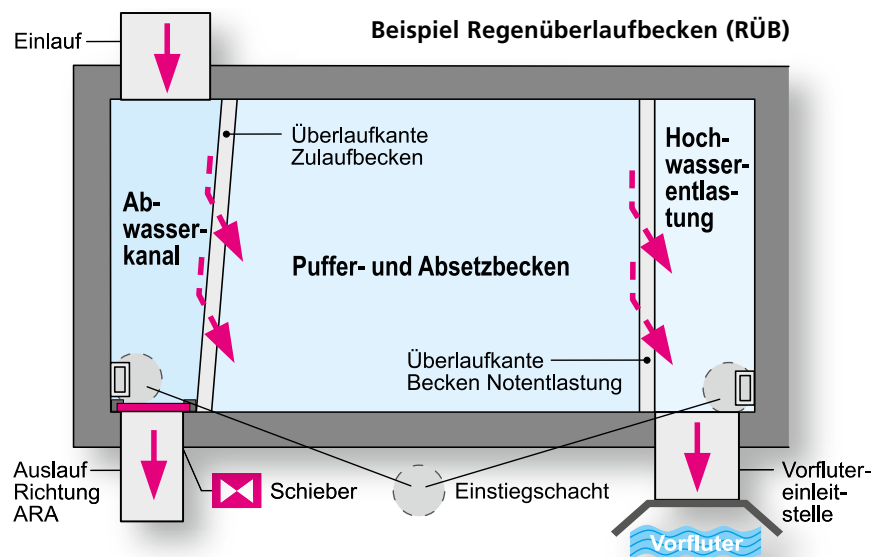 Beispiel Regenüberlaufbecken (RÜB)
Einlauf
Überlaufkante
Zulaufbecken
Hoch-
wasser-
entlas-
tung
Ab-
wasser-
kanal
Puffer- und Absetzbecken
Überlaufkante
Becken Notentlastung
Auslauf
Richtung
ARA
Schieber
Einstiegschacht
Vorfluter-
einleit-
stelle
Vorfluter